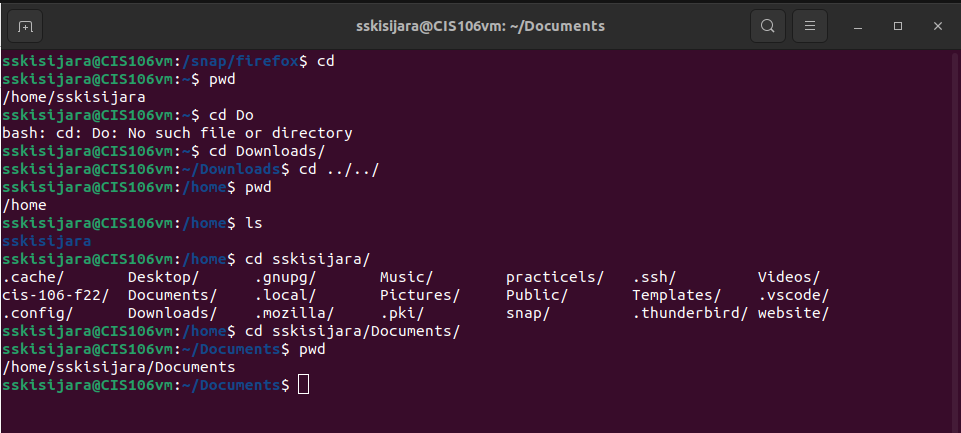 sskisijara@CIS106vm: ~/Documents
sskisijara@CIS106vm:/snap/firefox$ cd
sskisijara@CIS106vm:~$ pwd
/home/sskisijara
sskisijara@CIS106vm:~$ cd Do
bash: cd: Do: No such file or directory
sskisijara@CIS106vm:~$ cd Downloads/
sskisijara@CIS106vm:~/Downloads$ cd ../../
sskisijara@CIS106vm:/home$ pwd
/home
sskisijara@CIS106vm:/home$ ls
sskisijara
sskisijara@CIS106vm:/home$ cd sskisijara/
.cache/ Desktop/ .gnupg/ Music/ practicels/ .ssh/ Videos/
cis-106-f22/ Documents/ .local/ Pictures/ Public/ Templates/ .vscode/
.config/ Downloads/ .mozilla/ .pki/ snap/ .thunderbird/ website/
sskisijara@CIS106vm:/home$ cd sskisijara/Documents/
sskisijara@CIS106vm:~/Documents$ pwd
/home/sskisijara/Documents
sskisijara@CIS106vm:~/Documents$